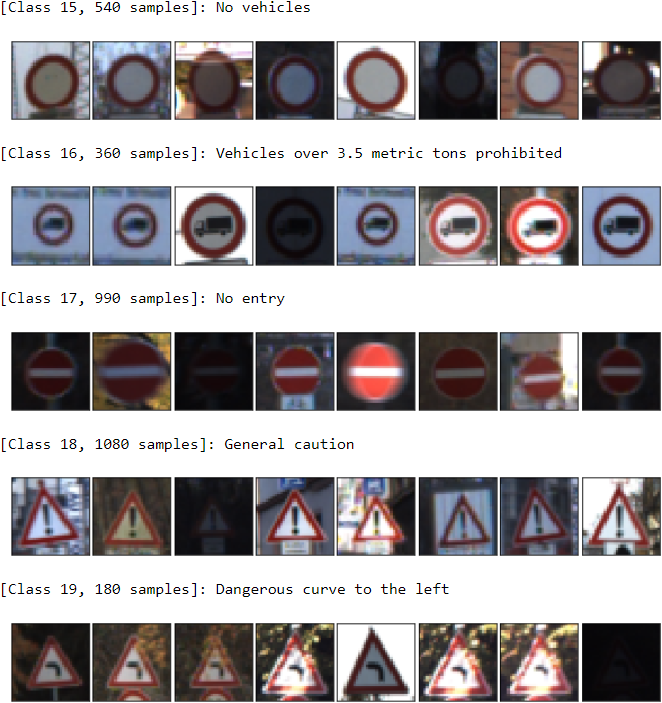 [Class 15, 540 samples]: No vehicles
[Class 16, 360 samples]: Vehicles over 3.5 metric tons prohibited
[Class 17, 990 samples]: No entry
[Class 18, 1080 samples]: General caution
[Class 19, 180 samples]: Dangerous curve to the left